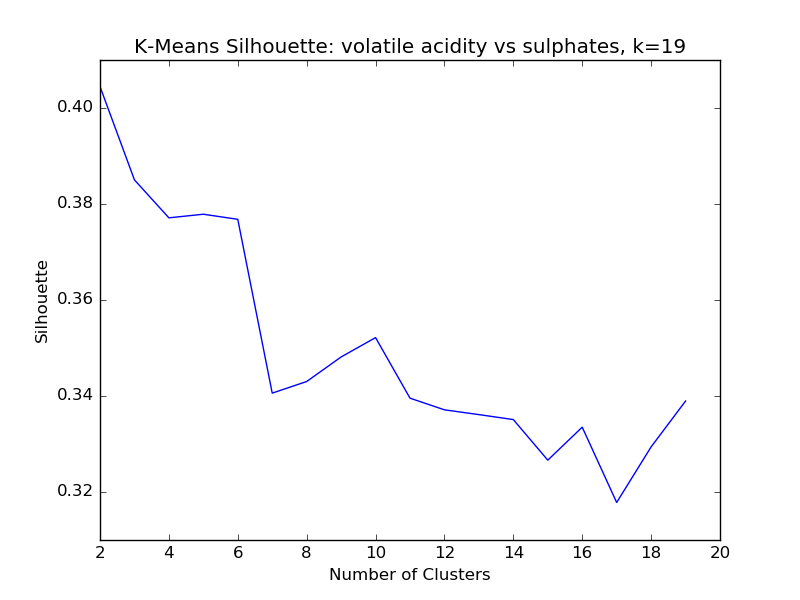 K-Means Silhouette: volatile acidity vs sulphates, k=19
0.40
0.38
0.36
0.34
0.32
Silhouette
2 4 6 8 10 12 14 16 18 20
Number of Clusters